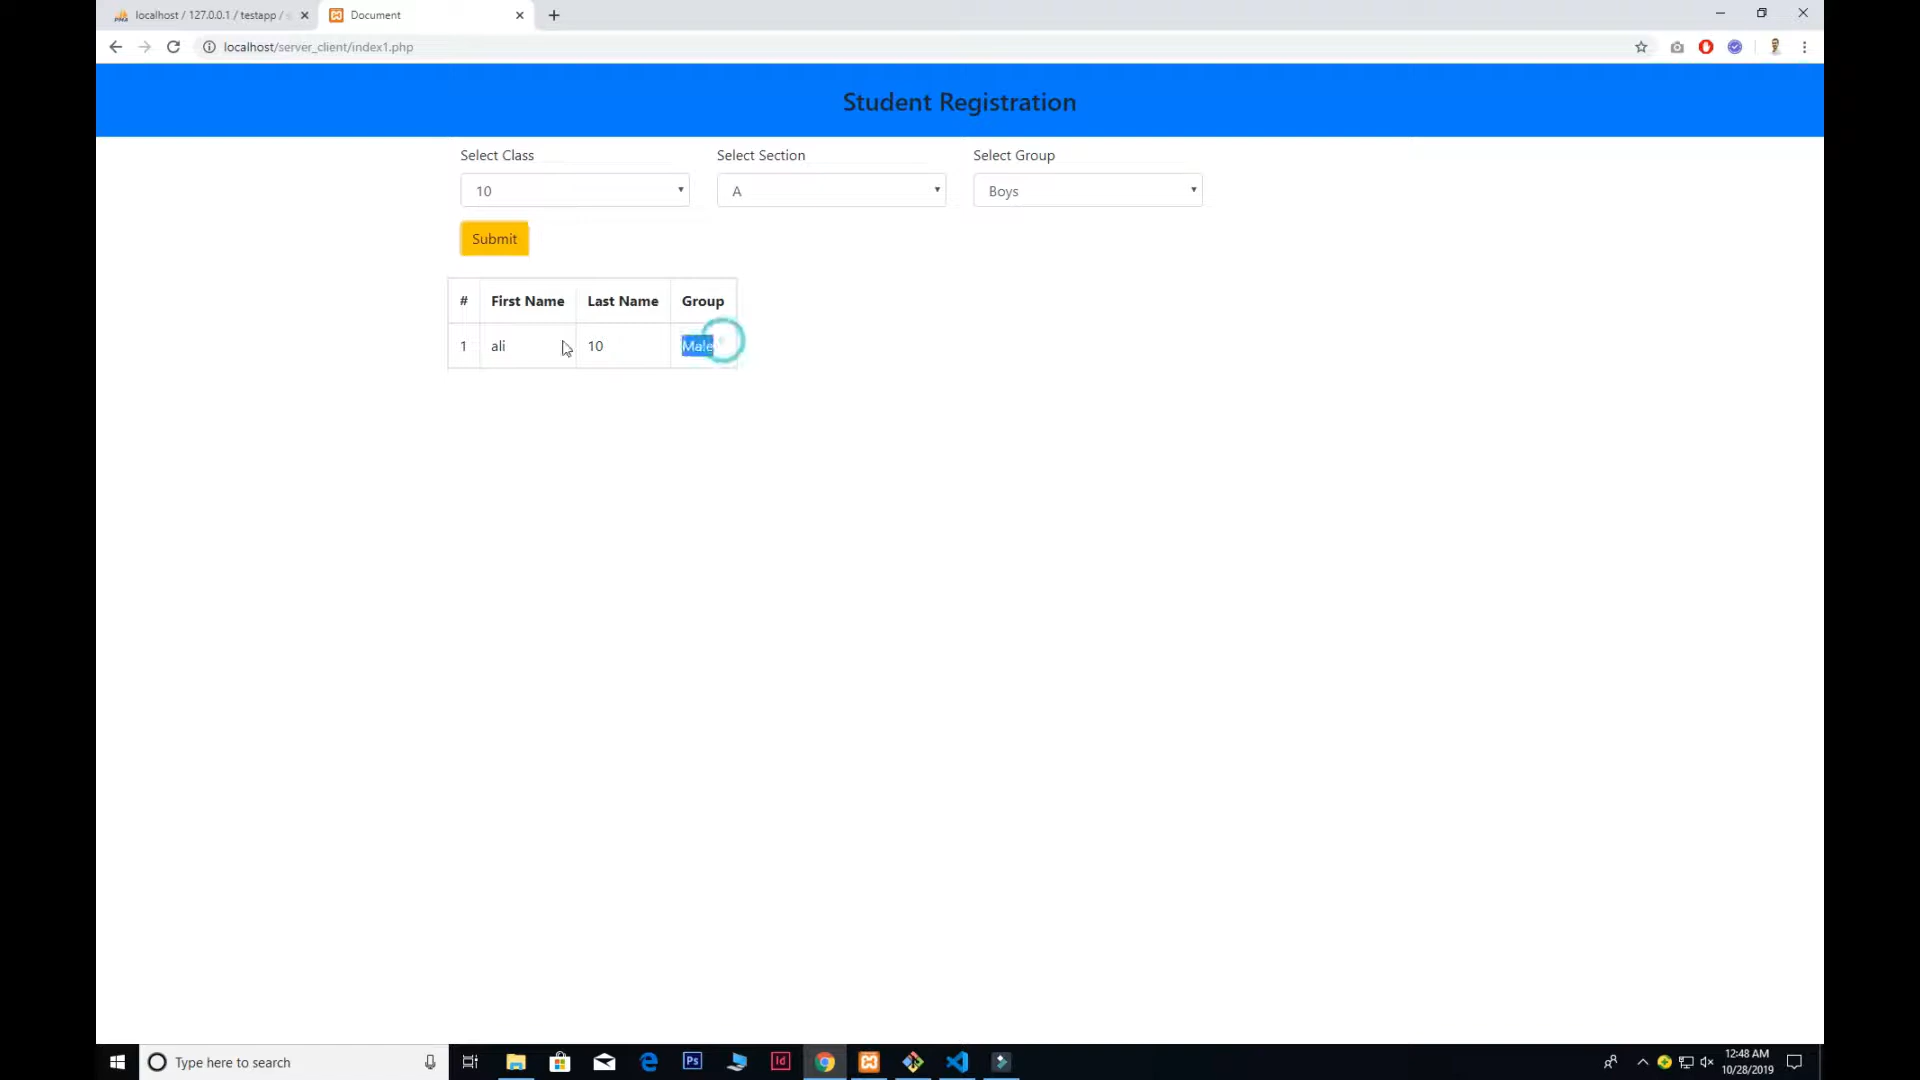 localhost / 127.0.0.1 / testapp /
Document
localhost/server_client/index1.php
Student Registration
Select Class
Select Section
Select Group
10
A
Boys
Submit
# First Name Last Name Group
1 ali 10 Male
Type here to search
12:48 AM
10/28/2019